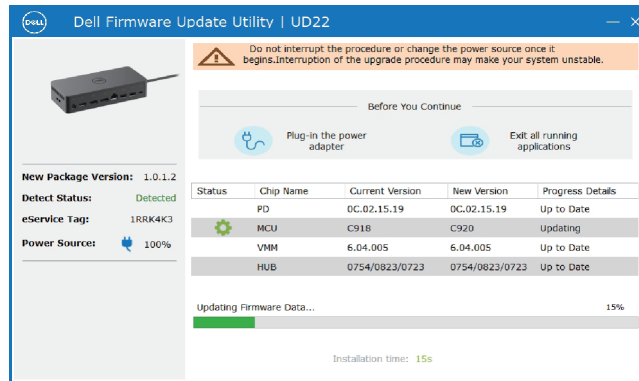 DELL
Dell Firmware Update Utility | UD22
Do not interrupt the procedure or change the power source once it
begins.Interruption of the upgrade procedure may make your system unstable.
Before You Continue
Plug-in the power
adapter
Exit all running
applications
New Package Version: 1.0.1.2
Detect Status: Detected
eService Tag: 1RRK4K3
Power Source: 100%
Status Chip Name Current Version New Version Progress Details
PD 0C.02.15.19 0C.02.15.19 Up to Date
MCU C918 C920 Updating
VMM 6.04.005 6.04.005 Up to Date
HUB 0754/0823/0723 0754/0823/0723 Up to Date
Updating Firmware Data... 15%
Installation time: 15s